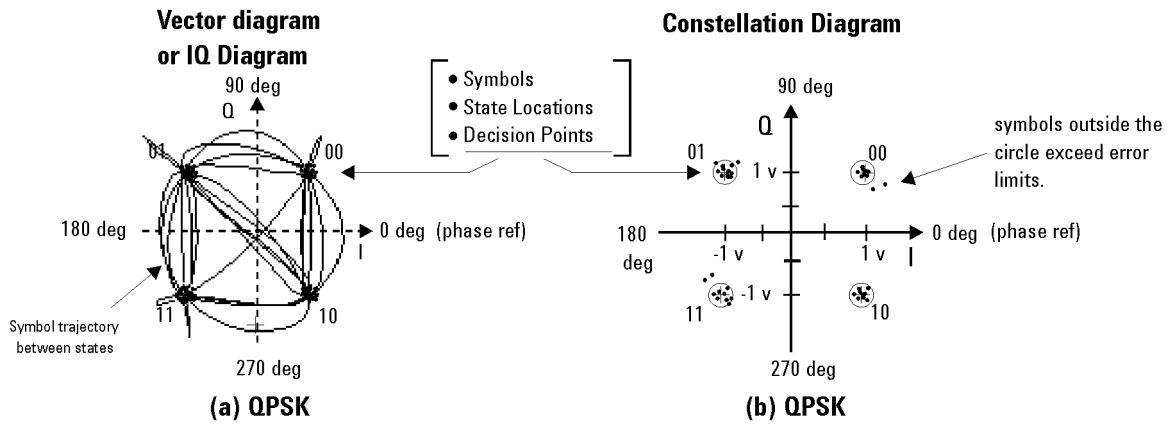 Vector diagram
or IQ Diagram
90 deg
Q
01
00
180 deg
0 deg (phase ref)
I
11
10
Symbol trajectory
between states
270 deg
(a) QPSK
• Symbols
• State Locations
• Decision Points
Constellation Diagram
90 deg
Q
01
00
1 v
symbols outside the
circle exceed error
limits.
180
deg
-1 v
1 v
0 deg (phase ref)
I
-1 v
11
10
270 deg
(b) QPSK